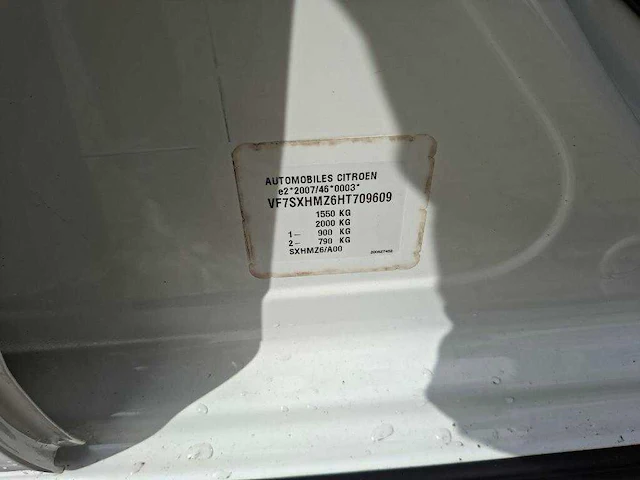 AUTOMOBILES CITROEN
e2*2007/46*0003*
VF7SXHMZ6HT709609
1550 KG
2000 KG
1— 900 KG
2— 790 KG
SXHMZ6/A00